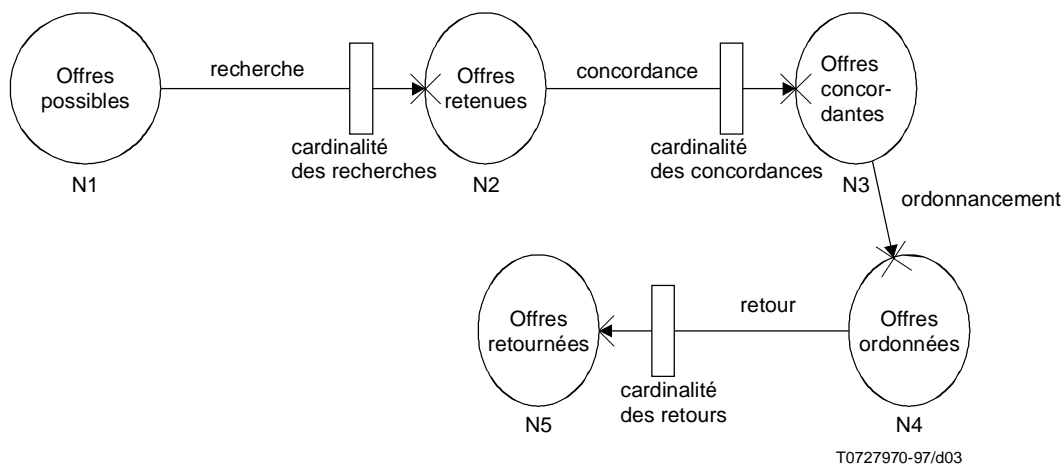 Offres
possibles
N1
recherche
cardinalité
des recherches
Offres
retenues
N2
concordance
cardinalité
des concordances
Offres
concor-
dantes
N3
ordonnancement
Offres
ordonnées
N4
retour
cardinalité
des retours
Offres
retournées
N5
T0727970-97/d03